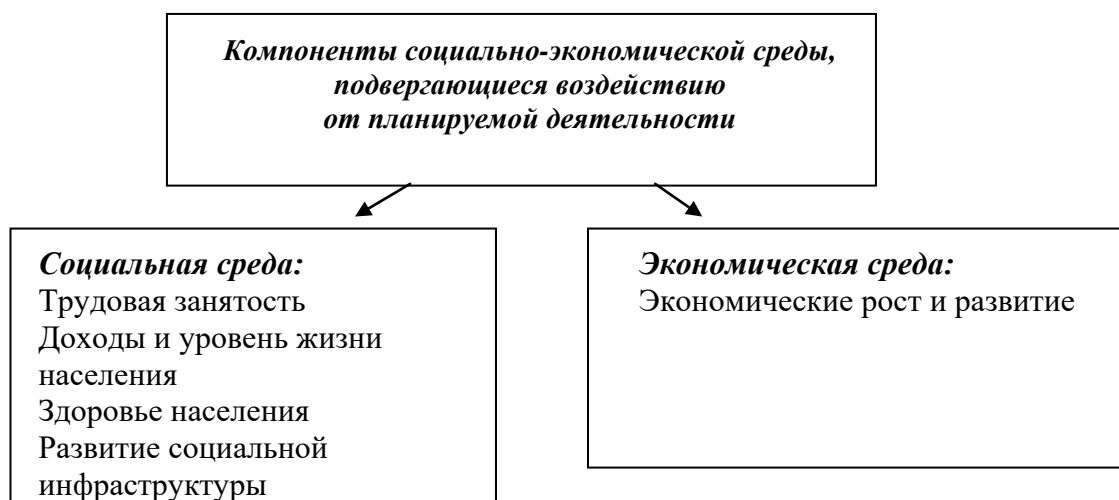 Компоненты социально-экономической среды,
подвергающиеся воздействию
от планируемой деятельности
Социальная среда:
Трудовая занятость
Доходы и уровень жизни
населения
Здоровье населения
Развитие социальной
инфраструктуры
Экономическая среда:
Экономические рост и развитие